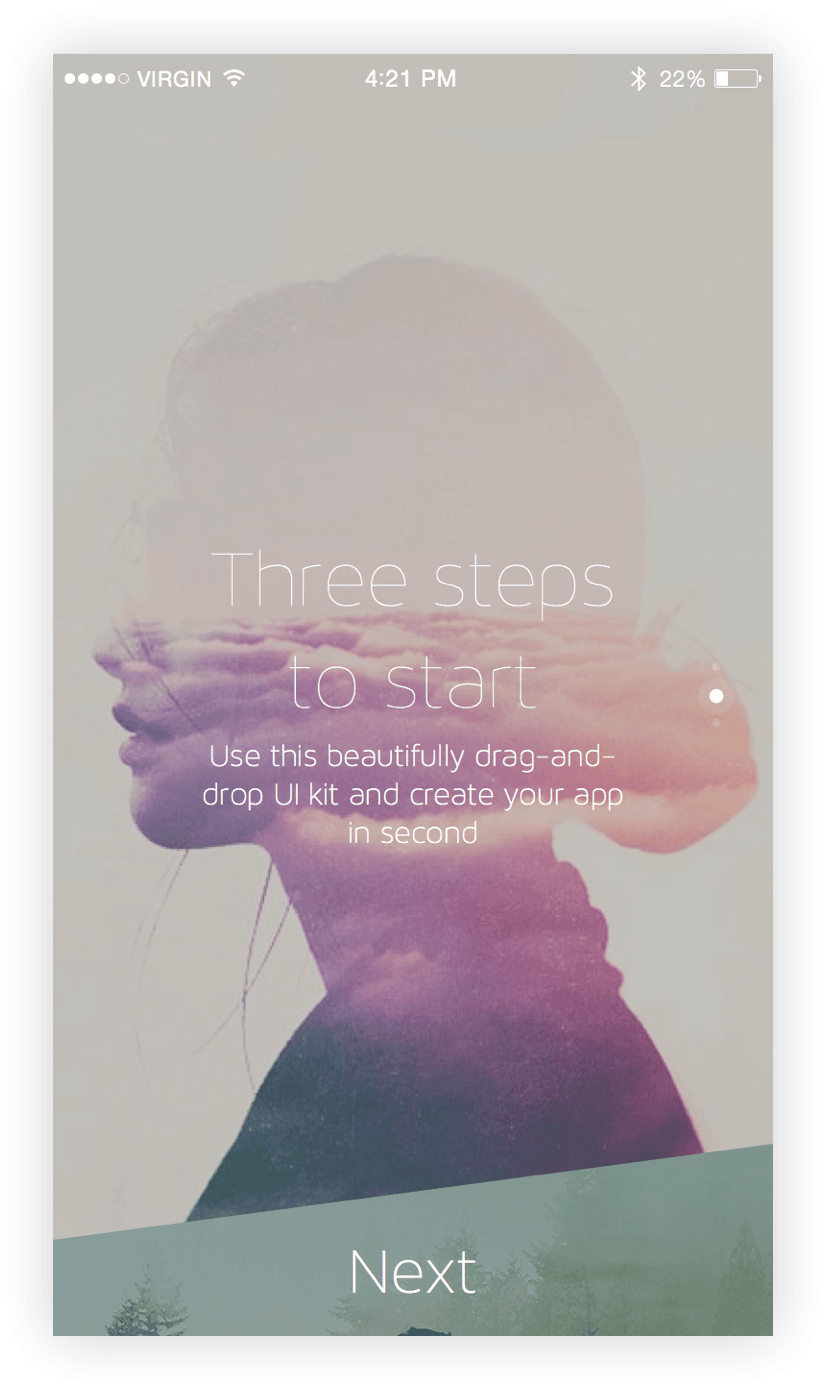 VIRGIN 4:21 PM 22%
Three steps
to start
Use this beautifully drag-and-
drop UI kit and create your app
in second
Next